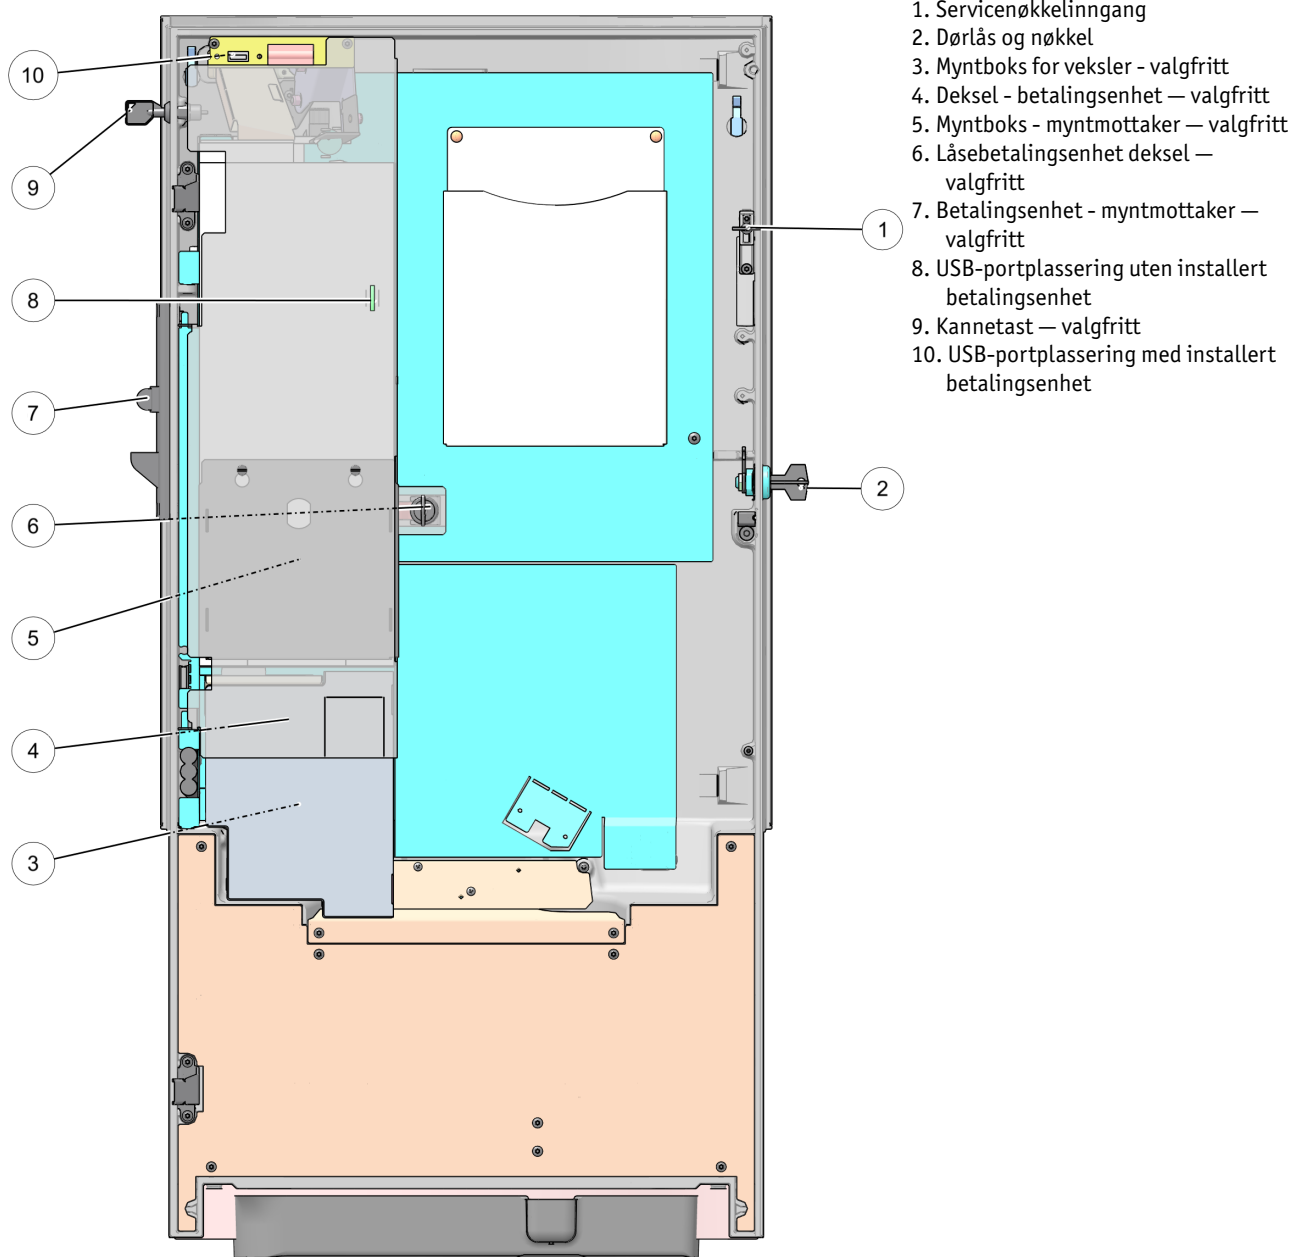 1. Servicenøkkelinngang
2. Dørlås og nøkkel
3. Myntboks for veksler - valgfritt
4. Deksel - betalingsenhet — valgfritt
5. Myntboks - myntmottaker — valgfritt
6. Låsebetalingsenhet deksel —
valgfritt
7. Betalingsenhet - myntmottaker —
valgfritt
8. USB-portplassering uten installert
betalingsenhet
9. Kannetast — valgfritt
10. USB-portplassering med installert
betalingsenhet
10
9
8
7
6
5
4
3
1
2